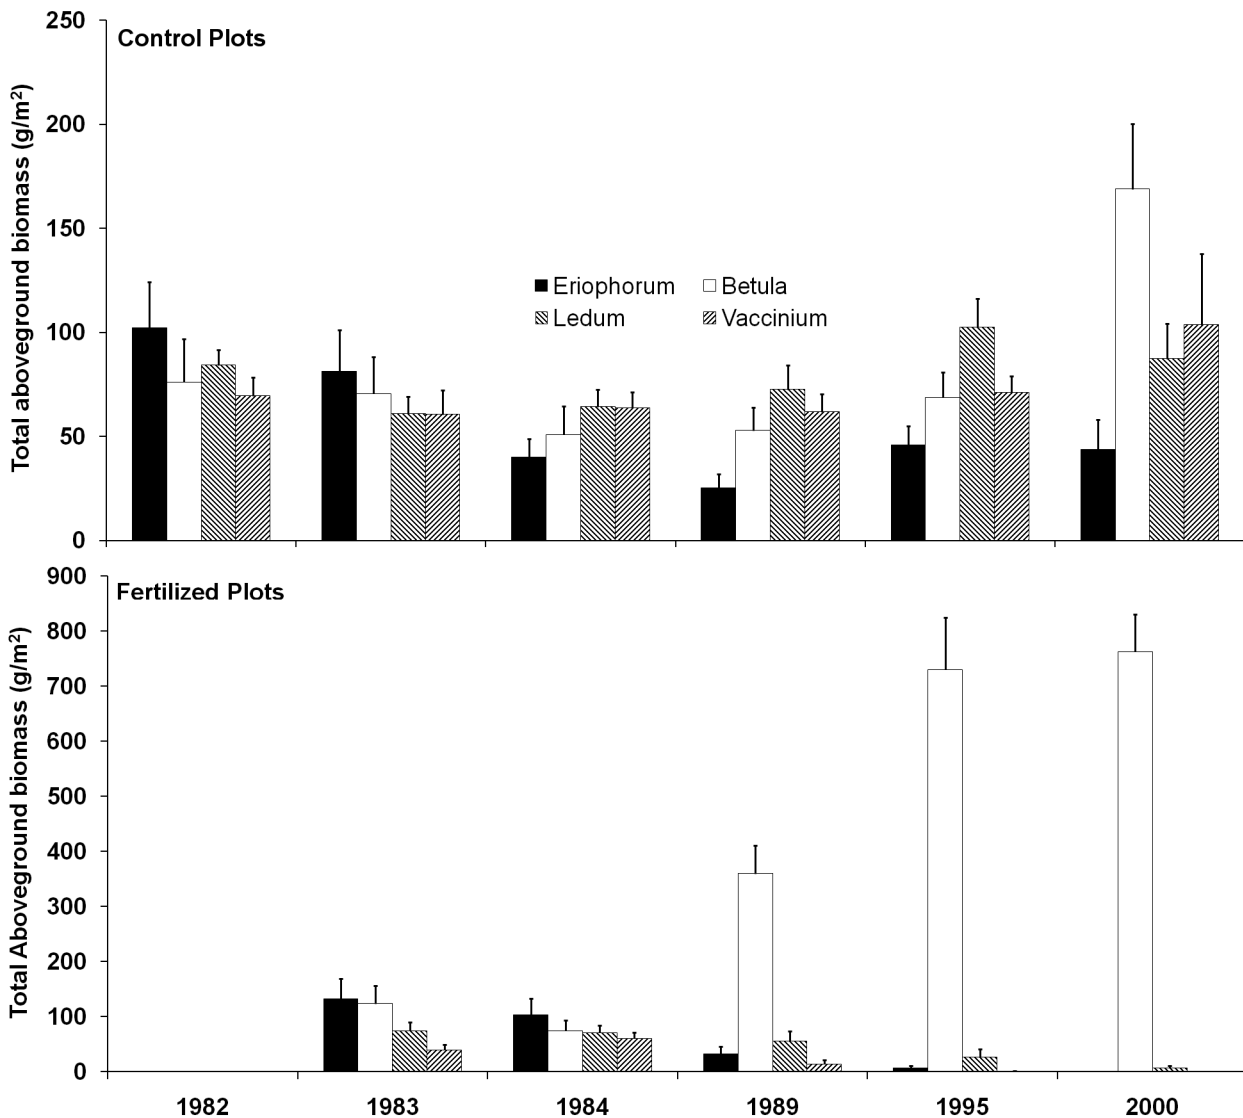 Control Plots
Total aboveground biomass (g/m²)
250
200
150
100
50
0
Eriophorum Betula
Ledum Vaccinium
Fertilized Plots
Total Aboveground biomass (g/m²)
900
800
700
600
500
400
300
200
100
0
1982 1983 1984 1989 1995 2000